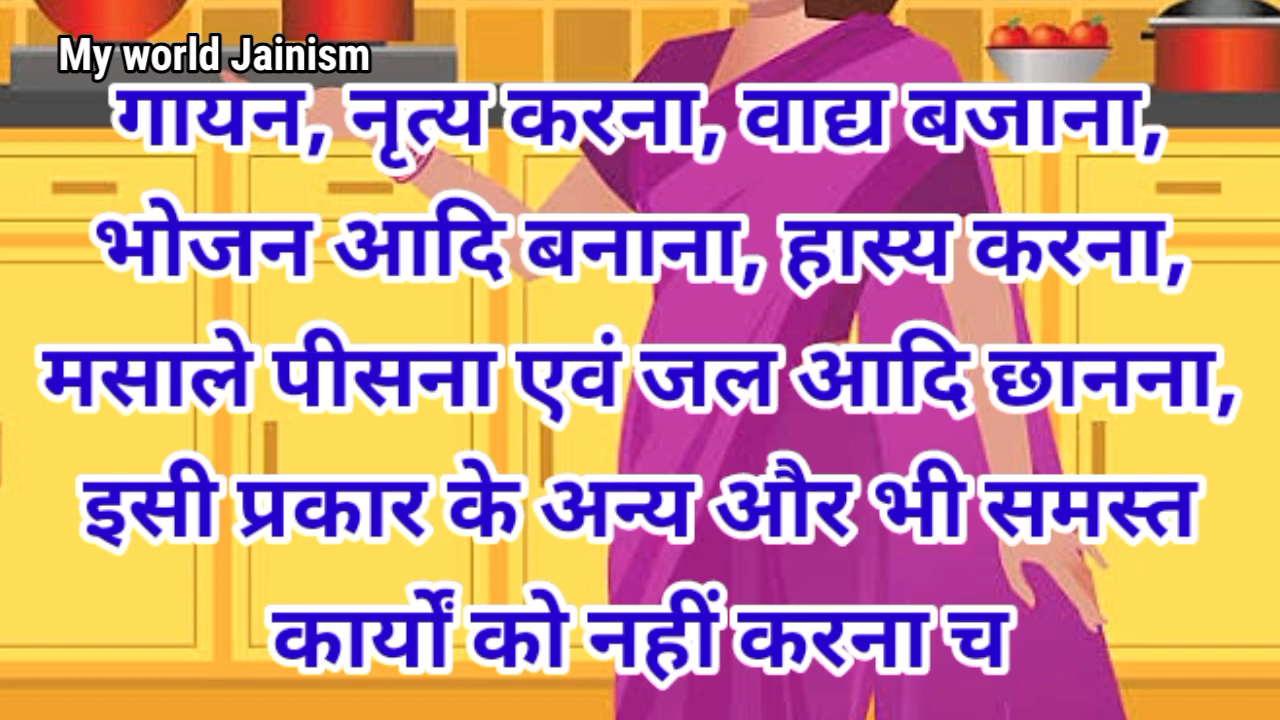 My world Jainism
गायन, नृत्य करना, वाद्य बजाना,
भोजन आदि बनाना, हास्य करना,
मसाले पीसना एवं जल आदि छानना,
इसी प्रकार के अन्य और भी समस्त
कार्यों को नहीं करना च